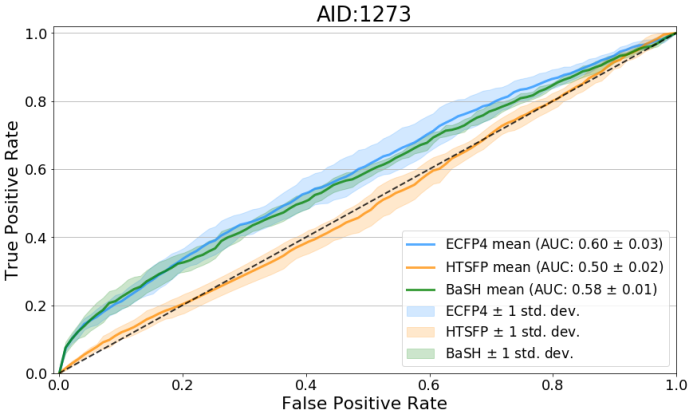 AID:1273
True Positive Rate
1.0
0.8
0.6
0.4
0.2
0.0
ECFP4 mean (AUC: 0.60 ± 0.03)
HTSFP mean (AUC: 0.50 ± 0.02)
BaSH mean (AUC: 0.58 ± 0.01)
ECFP4 ± 1 std. dev.
HTSFP ± 1 std. dev.
BaSH ± 1 std. dev.
0.0 0.2 0.4 0.6 0.8 1.0
False Positive Rate